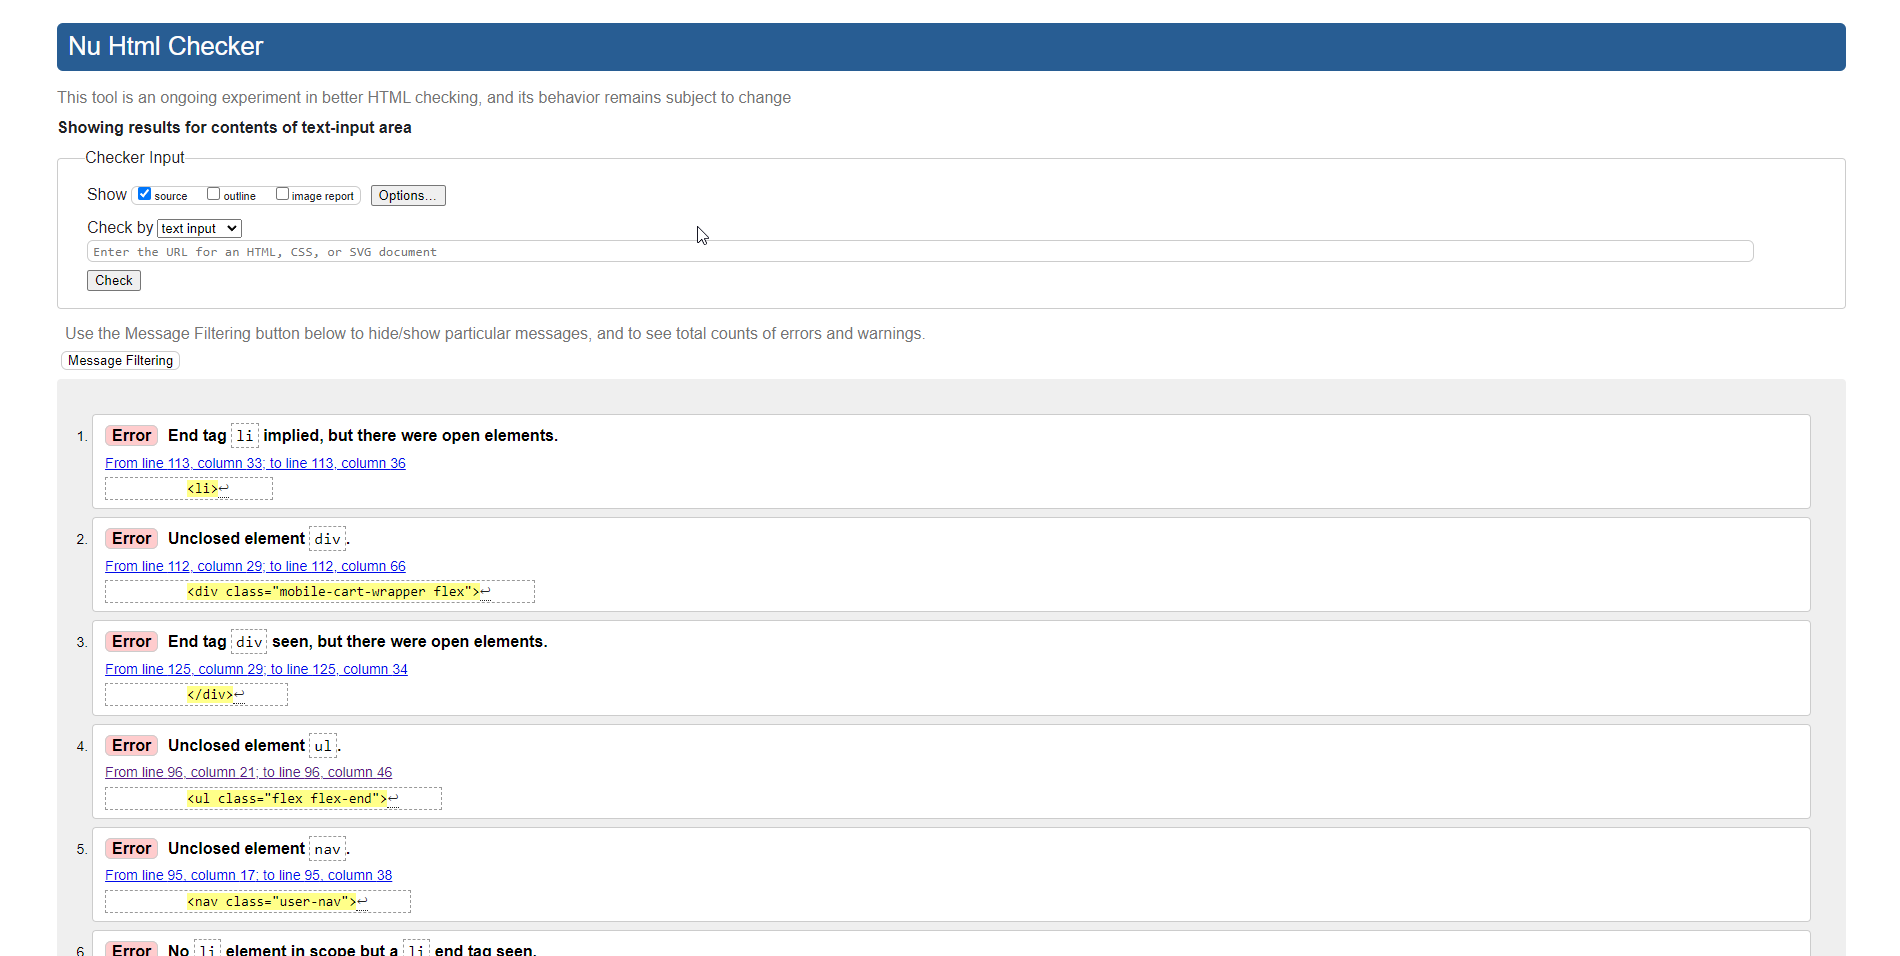 Nu Html Checker
This tool is an ongoing experiment in better HTML checking, and its behavior remains subject to change
Showing results for contents of text-input area
Checker Input
Show source outline image report Options...
Check by text input
Enter the URL for an HTML, CSS, or SVG document
Check
Use the Message Filtering button below to hide/show particular messages, and to see total counts of errors and warnings.
Message Filtering
1. Error End tag li implied, but there were open elements.
From line 113, column 33; to line 113, column 36
<li>↩
2. Error Unclosed element div.
From line 112, column 29; to line 112, column 66
<div class="mobile-cart-wrapper flex">↩
3. Error End tag div seen, but there were open elements.
From line 125, column 29; to line 125, column 34
</div>↩
4. Error Unclosed element ul.
From line 96, column 21; to line 96, column 46
<ul class="flex flex-end">↩
5. Error Unclosed element nav.
From line 95, column 17; to line 95, column 38
<nav class="user-nav">↩
6. Error No li element in scope but a li end tag seen.